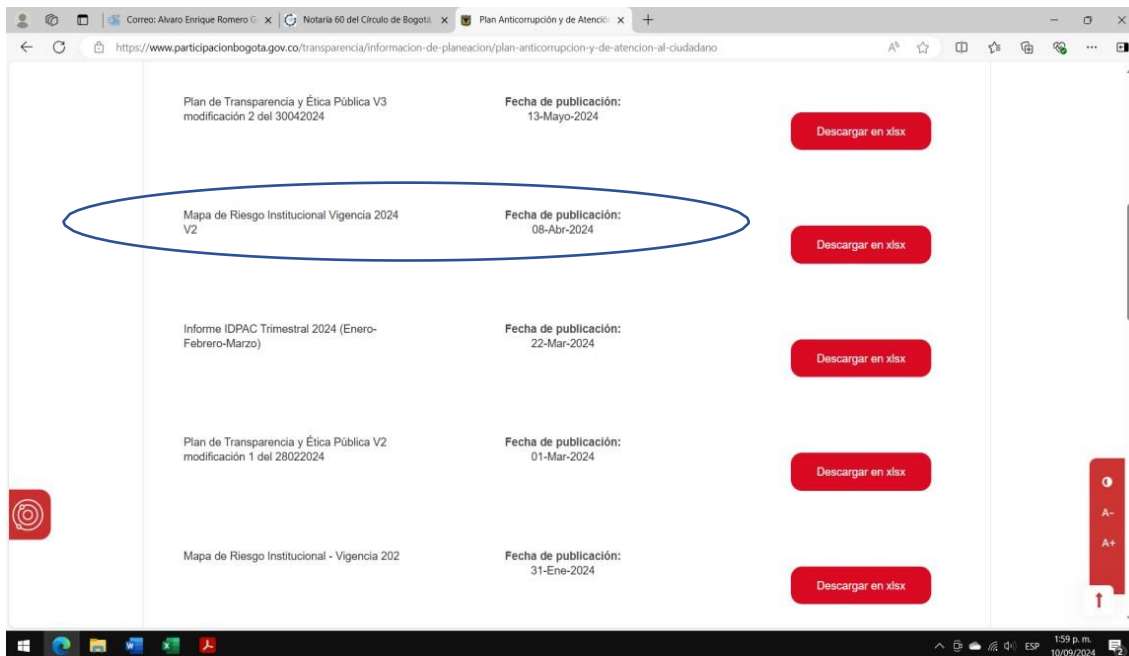 Correo: Alvaro Enrique Romero G
Notaría 60 del Círculo de Bogotá,
Plan Anticorrupción y de Atenció
https://www.participacionbogota.gov.co/transparencia/informacion-de-planeacion/plan-anticorrupcion-y-de-atencion-al-ciudadano
Plan de Transparencia y Ética Pública V3
modificación 2 del 30042024
Fecha de publicación:
13-Mayo-2024
Descargar en xlsx
Mapa de Riesgo Institucional Vigencia 2024
V2
Fecha de publicación:
08-Abr-2024
Descargar en xlsx
Informe IDPAC Trimestral 2024 (Enero-
Febrero-Marzo)
Fecha de publicación:
22-Mar-2024
Descargar en xlsx
Plan de Transparencia y Ética Pública V2
modificación 1 del 28022024
Fecha de publicación:
01-Mar-2024
Descargar en xlsx
A-
A+
Mapa de Riesgo Institucional - Vigencia 202
Fecha de publicación:
31-Ene-2024
Descargar en xlsx
ESP
1:59 p. m.
10/09/2024